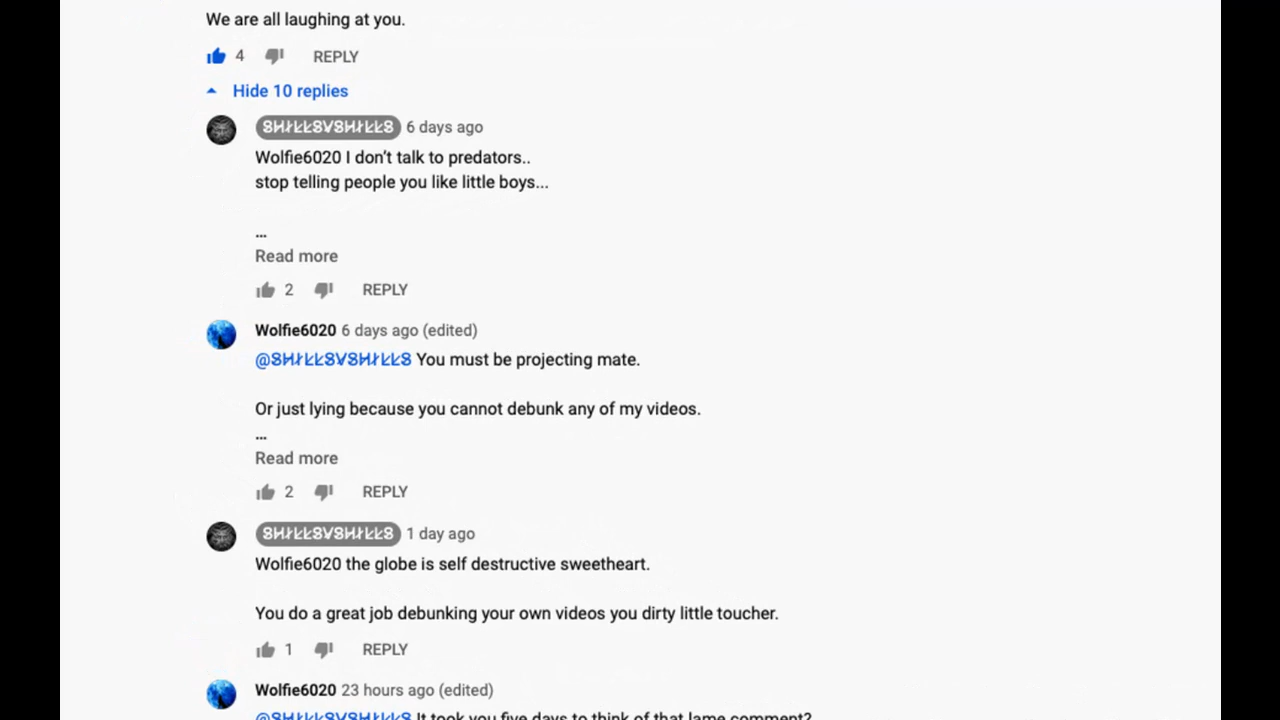 We are all laughing at you.
4 REPLY
Hide 10 replies
ꇙꃅƗȽȽꇙVꇙꃅƗȽȽꇙ 6 days ago
Wolfie6020 I don't talk to predators..
stop telling people you like little boys...
...
Read more
2 REPLY
Wolfie6020 6 days ago (edited)
You must be projecting mate.
Or just lying because you cannot debunk any of my videos.
...
Read more
2 REPLY
1 day ago
Wolfie6020 the globe is self destructive sweetheart.
You do a great job debunking your own videos you dirty little toucher.
1 REPLY
Wolfie6020 23 hours ago (edited)
It took you five days to think of that lame comment?